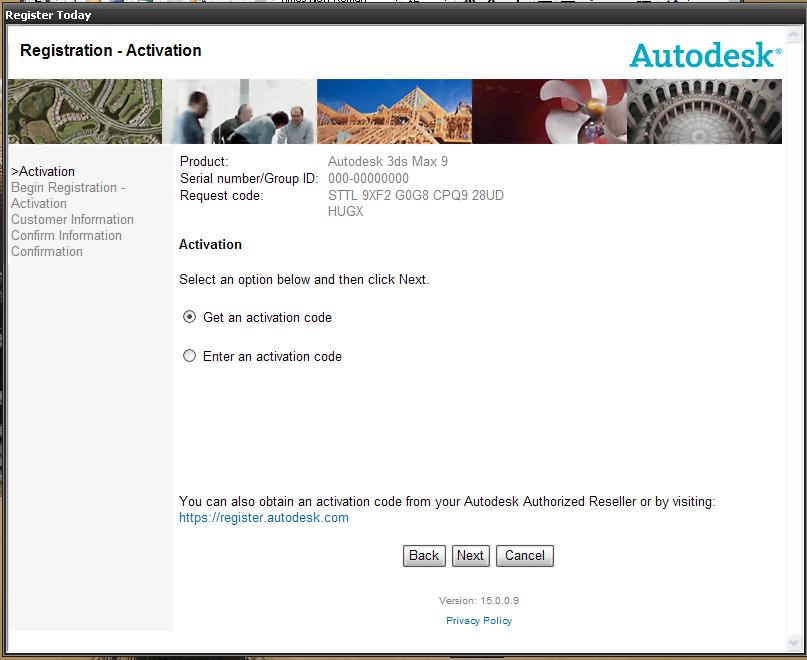 Register Today
Registration - Activation
Autodesk®
>Activation
Begin Registration -
Activation
Customer Information
Confirm Information
Confirmation
Product: Autodesk 3ds Max 9
Serial number/Group ID: 000-00000000
Request code: STTL 9XF2 G0G8 CPQ9 28UD
HUGX
Activation
Select an option below and then click Next.
Get an activation code
Enter an activation code
You can also obtain an activation code from your Autodesk Authorized Reseller or by visiting:
https://register.autodesk.com
Back Next Cancel
Version: 15.0.0.9
Privacy Policy